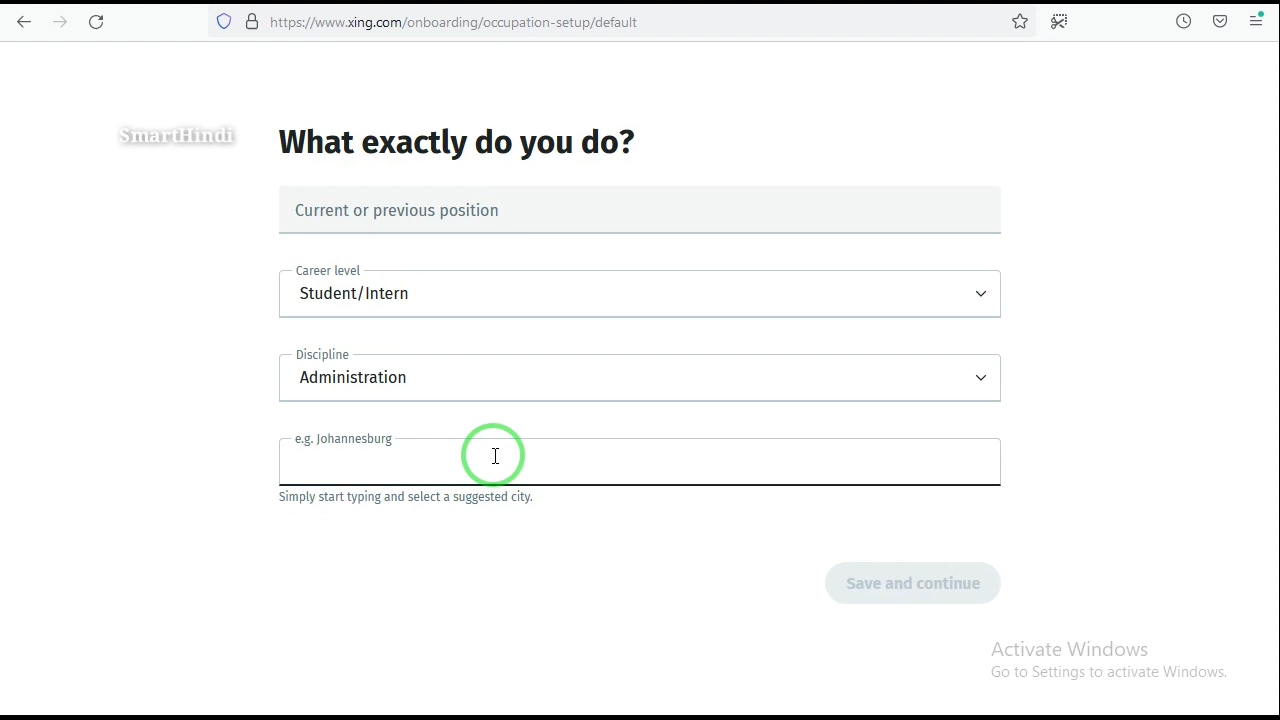 https://www.xing.com/onboarding/occupation-setup/default
SmartHindi
What exactly do you do?
Current or previous position
Career level
Student/Intern
Discipline
Administration
e.g. Johannesburg
Simply start typing and select a suggested city.
Save and continue
Activate Windows
Go to Settings to activate Windows.